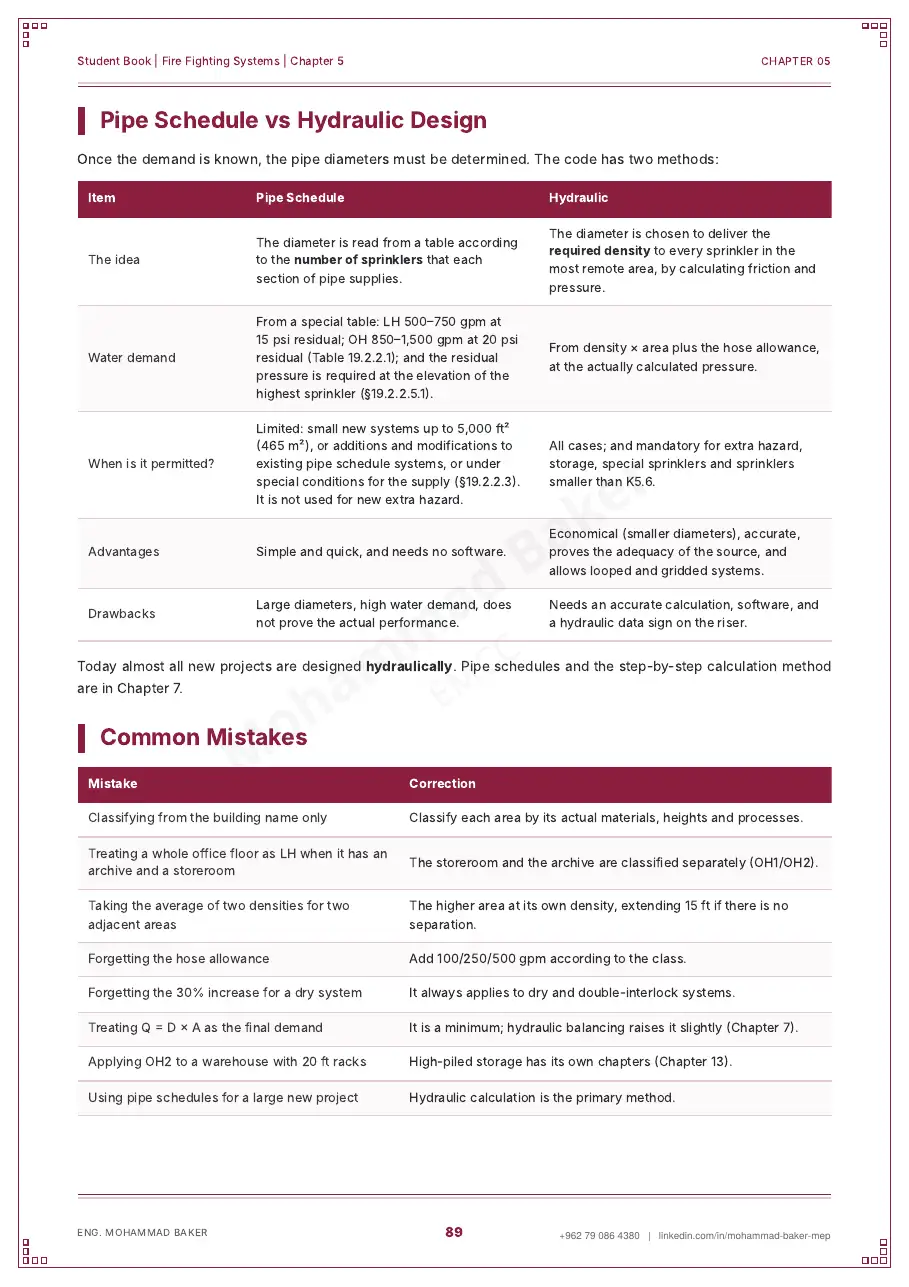 Student Book | Fire Fighting Systems | Chapter 5
CHAPTER 05
Pipe Schedule vs Hydraulic Design
Once the demand is known, the pipe diameters must be determined. The code has two methods:
Item
Pipe Schedule
Hydraulic
The idea
The diameter is read from a table according
to the number of sprinklers that each
section of pipe supplies.
The diameter is chosen to deliver the
required density to every sprinkler in the
most remote area, by calculating friction and
pressure.
Water demand
From a special table: LH 500–750 gpm at
15 psi residual; OH 850–1,500 gpm at 20 psi
residual (Table 19.2.2.1); and the residual
pressure is required at the elevation of the
highest sprinkler (§19.2.2.5.1).
From density × area plus the hose allowance,
at the actually calculated pressure.
When is it permitted?
Limited: small new systems up to 5,000 ft²
(465 m²), or additions and modifications to
existing pipe schedule systems, or under
special conditions for the supply (§19.2.2.3).
It is not used for new extra hazard.
All cases; and mandatory for extra hazard,
storage, special sprinklers and sprinklers
smaller than K5.6.
Advantages
Simple and quick, and needs no software.
Economical (smaller diameters), accurate,
proves the adequacy of the source, and
allows looped and gridded systems.
Drawbacks
Large diameters, high water demand, does
not prove the actual performance.
Needs an accurate calculation, software, and
a hydraulic data sign on the riser.
Today almost all new projects are designed hydraulically. Pipe schedules and the step-by-step calculation method
are in Chapter 7.
Mohammad Baker
EMCC
Common Mistakes
Mistake
Correction
Classifying from the building name only
Classify each area by its actual materials, heights and processes.
Treating a whole office floor as LH when it has an
archive and a storeroom
The storeroom and the archive are classified separately (OH1/OH2).
Taking the average of two densities for two
adjacent areas
The higher area at its own density, extending 15 ft if there is no
separation.
Forgetting the hose allowance
Add 100/250/500 gpm according to the class.
Forgetting the 30% increase for a dry system
It always applies to dry and double-interlock systems.
Treating Q = D × A as the final demand
It is a minimum; hydraulic balancing raises it slightly (Chapter 7).
Applying OH2 to a warehouse with 20 ft racks
High-piled storage has its own chapters (Chapter 13).
Using pipe schedules for a large new project
Hydraulic calculation is the primary method.
ENG. MOHAMMAD BAKER
89
+962 79 086 4380 | linkedin.com/in/mohammad-baker-mep